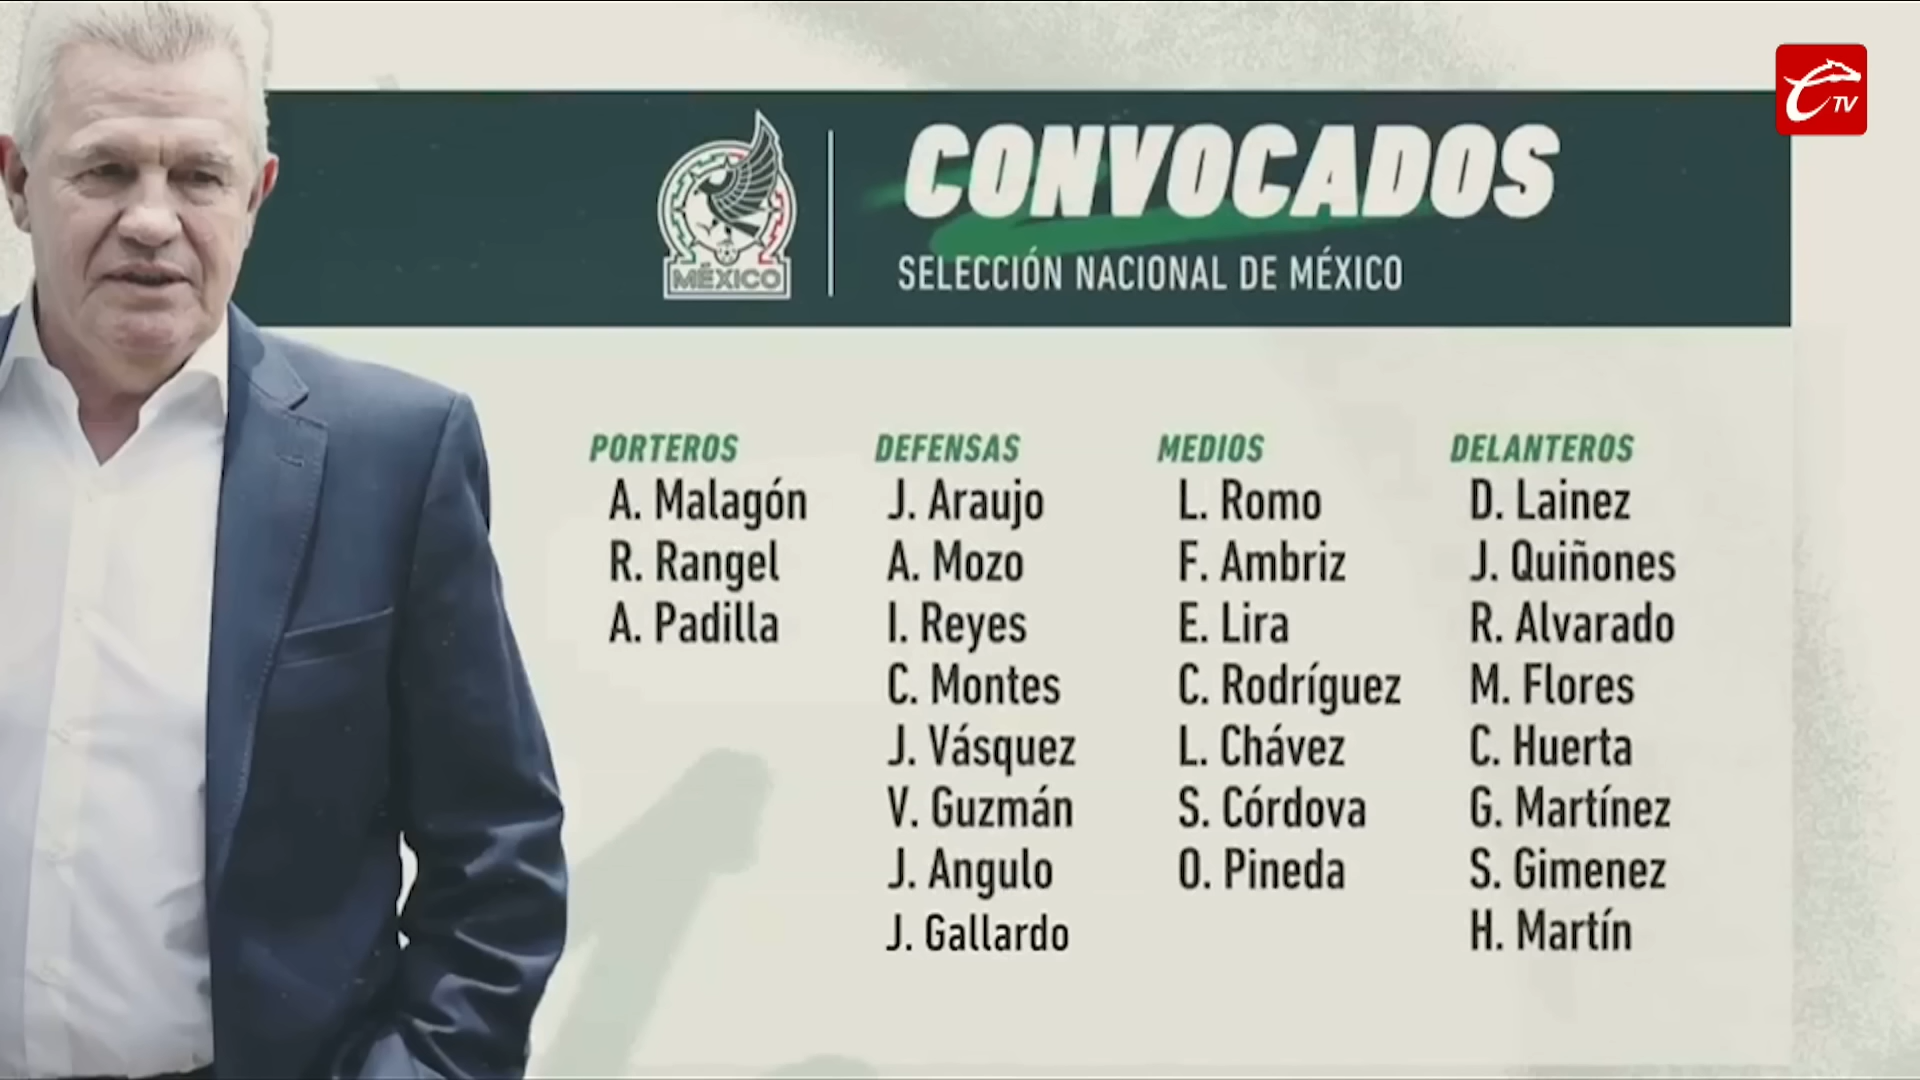 TV
CONVOCADOS
MÉXICO
SELECCIÓN NACIONAL DE MÉXICO
PORTEROS
A. Malagón
R. Rangel
A. Padilla
DEFENSAS
J. Araujo
A. Mozo
I. Reyes
C. Montes
J. Vásquez
V. Guzmán
J. Angulo
J. Gallardo
MEDIOS
L. Romo
F. Ambriz
E. Lira
C. Rodríguez
L. Chávez
S. Córdova
O. Pineda
DELANTEROS
D. Lainez
J. Quiñones
R. Alvarado
M. Flores
C. Huerta
G. Martínez
S. Gimenez
H. Martín